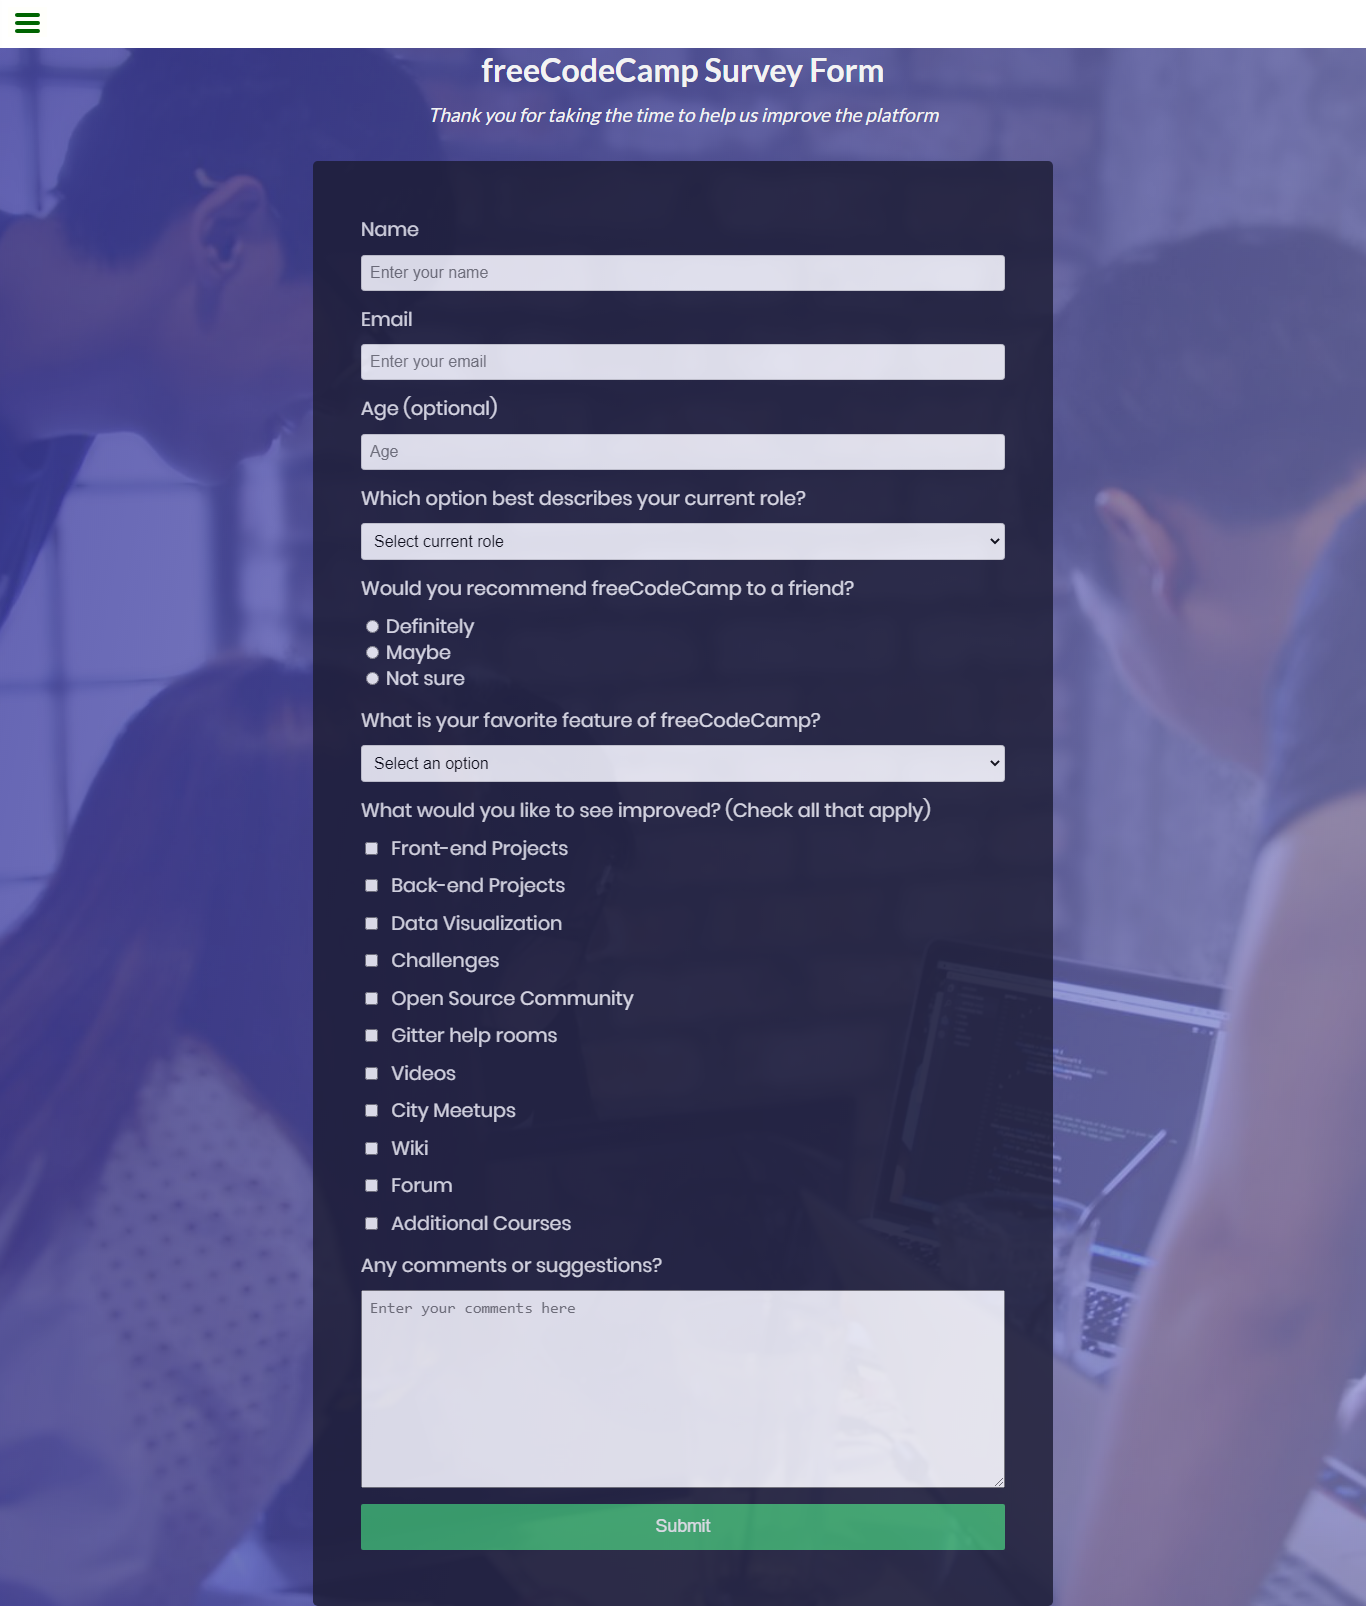 freeCodeCamp Survey Form
Thank you for taking the time to help us improve the platform
Name
Enter your name
Email
Enter your email
Age (optional)
Age
Which option best describes your current role?
Select current role
Would you recommend freeCodeCamp to a friend?
Definitely
Maybe
Not sure
What is your favorite feature of freeCodeCamp?
Select an option
What would you like to see improved? (Check all that apply)
Front-end Projects
Back-end Projects
Data Visualization
Challenges
Open Source Community
Gitter help rooms
Videos
City Meetups
Wiki
Forum
Additional Courses
Any comments or suggestions?
Enter your comments here
Submit